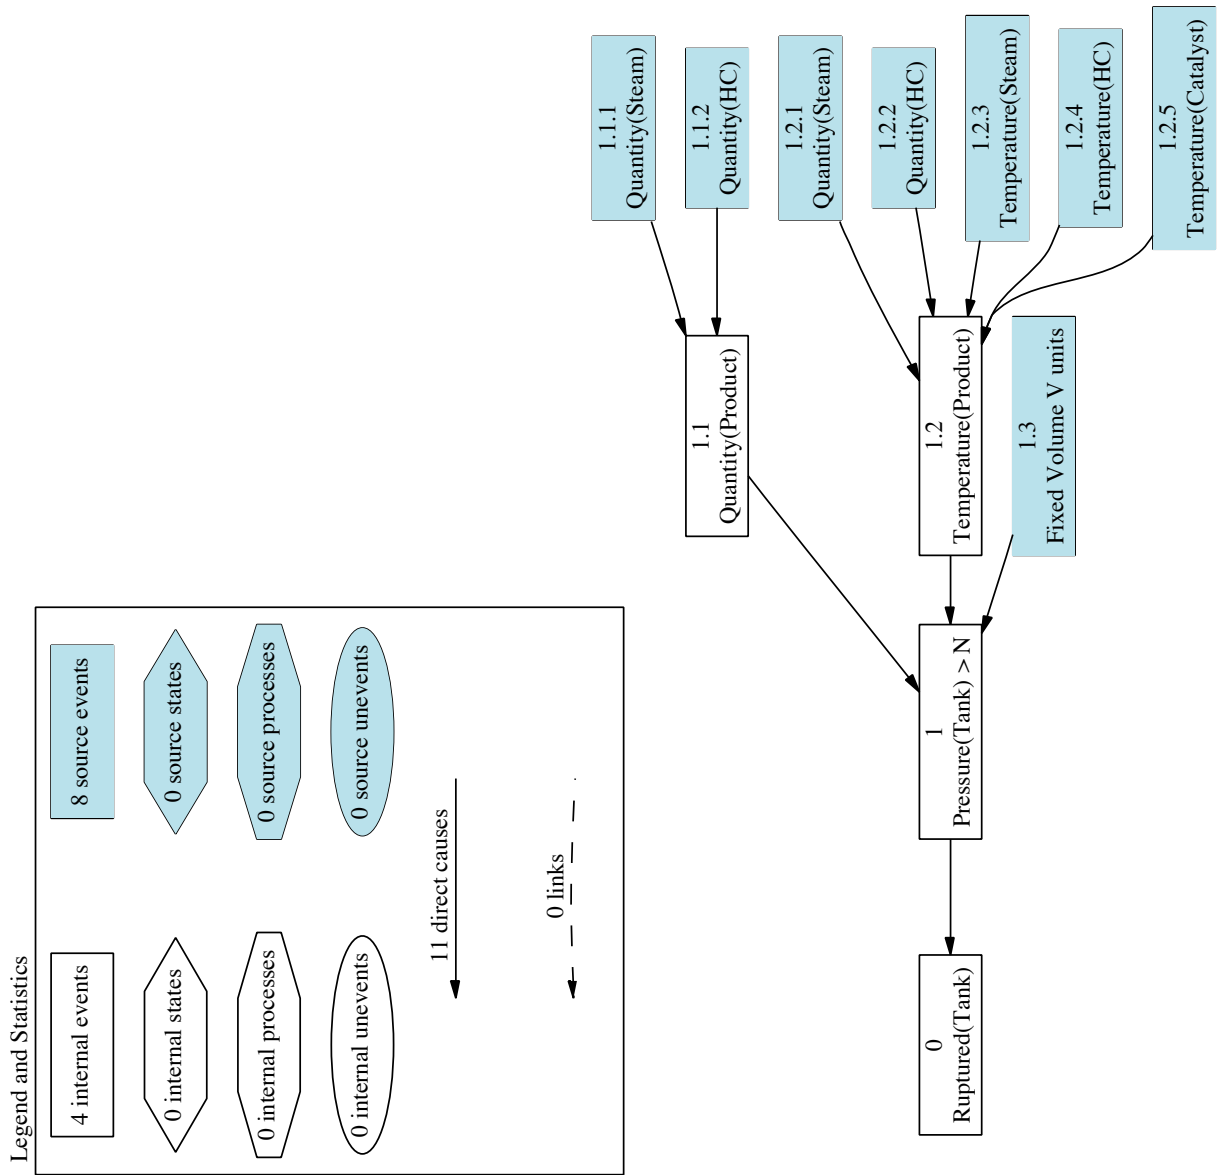 Legend and Statistics
4 internal events
8 source events
0 internal states
0 source states
0 internal processes
0 source processes
0 internal unevents
0 source unevents
11 direct causes
0 links
1.1.1
Quantity(Steam)
1.1.2
Quantity(HC)
1.1
Quantity(Product)
1.2.1
Quantity(Steam)
1.2.2
Quantity(HC)
0
Ruptured(Tank)
1
Pressure(Tank) > N
1.2
Temperature(Product)
1.2.3
Temperature(Steam)
1.3
Fixed Volume V units
1.2.4
Temperature(HC)
1.2.5
Temperature(Catalyst)